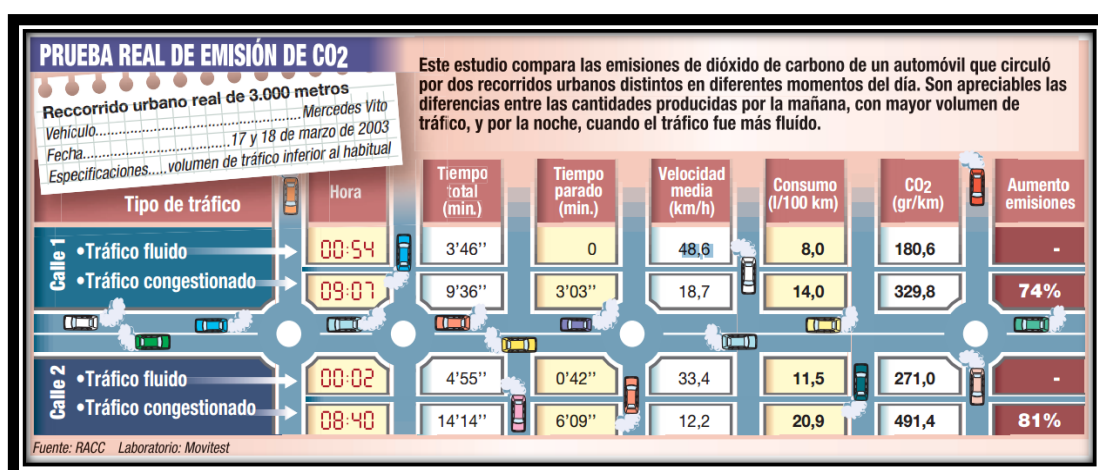 PRUEBA REAL DE EMISIÓN DE CO2
Reccorrido urbano real de 3.000 metros
Vehículo.....................................................Mercedes Vito
Fecha.....................................17 y 18 de marzo de 2003
Especificaciones.....volumen de tráfico inferior al habitual
Este estudio compara las emisiones de dióxido de carbono de un automóvil que circuló
por dos recorridos urbanos distintos en diferentes momentos del día. Son apreciables las
diferencias entre las cantidades producidas por la mañana, con mayor volumen de
tráfico, y por la noche, cuando el tráfico fue más fluído.
Tipo de tráfico
Hora
Tiempo
total
(min.)
Tiempo
parado
(min.)
Velocidad
media
(km/h)
Consumo
(l/100 km)
CO2
(gr/km)
Aumento
emisiones
Calle 1
•Tráfico fluido 00:54 3'46'' 0 48,6 8,0 180,6 -
•Tráfico congestionado 09:07 9'36'' 3'03'' 18,7 14,0 329,8 74%
Calle 2
•Tráfico fluido 00:02 4'55'' 0'42'' 33,4 11,5 271,0 -
•Tráfico congestionado 08:40 14'14'' 6'09'' 12,2 20,9 491,4 81%
Fuente: RACC Laboratorio: Movitest